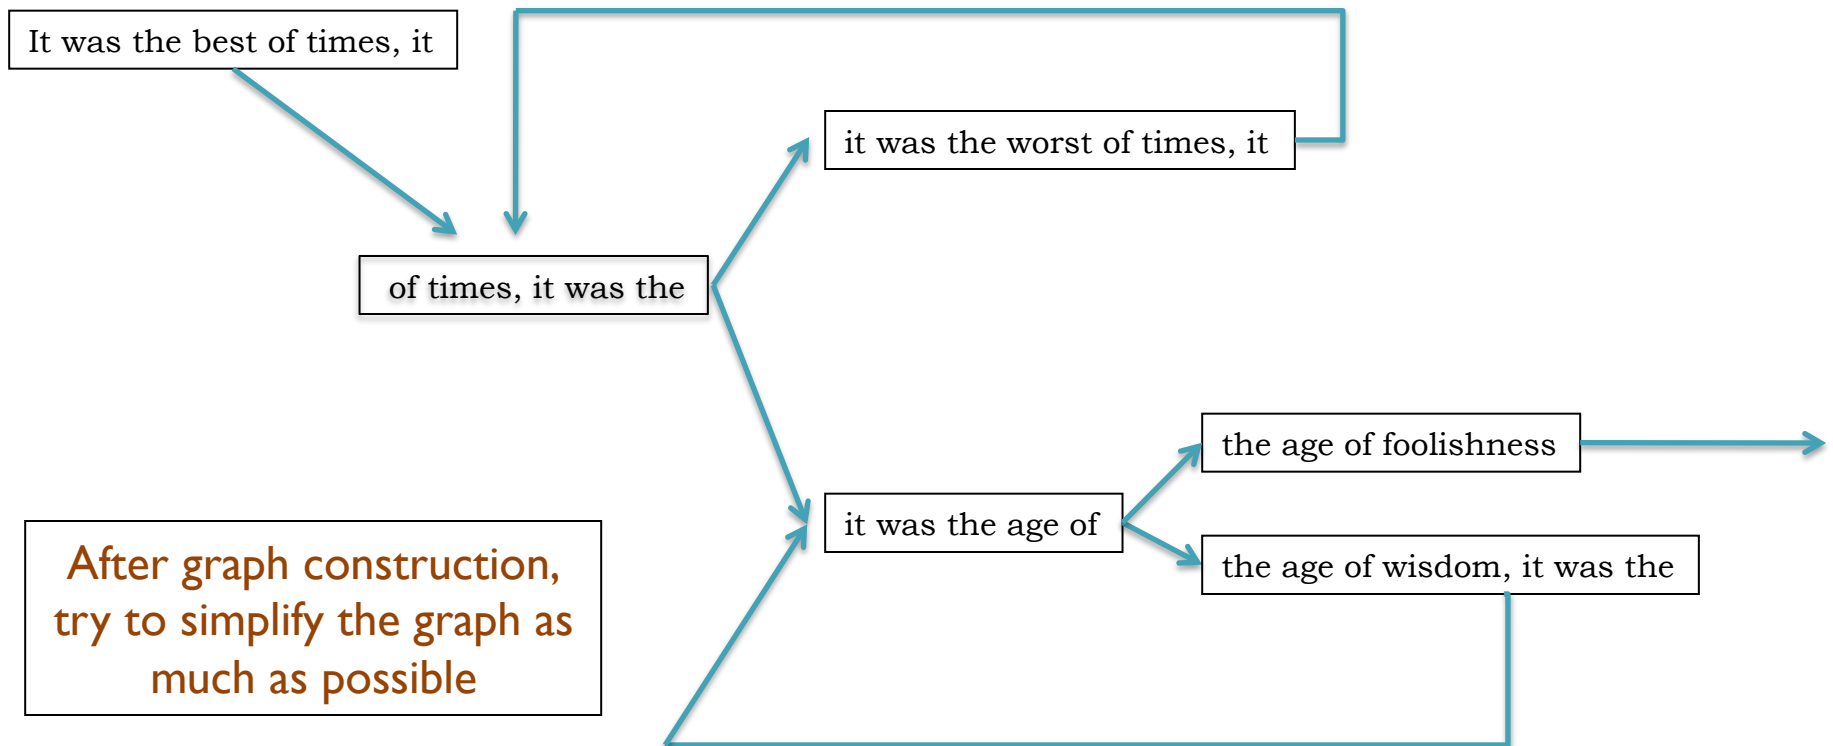 It was the best of times, it
it was the worst of times, it
of times, it was the
the age of foolishness
it was the age of
the age of wisdom, it was the
After graph construction,
try to simplify the graph as
much as possible